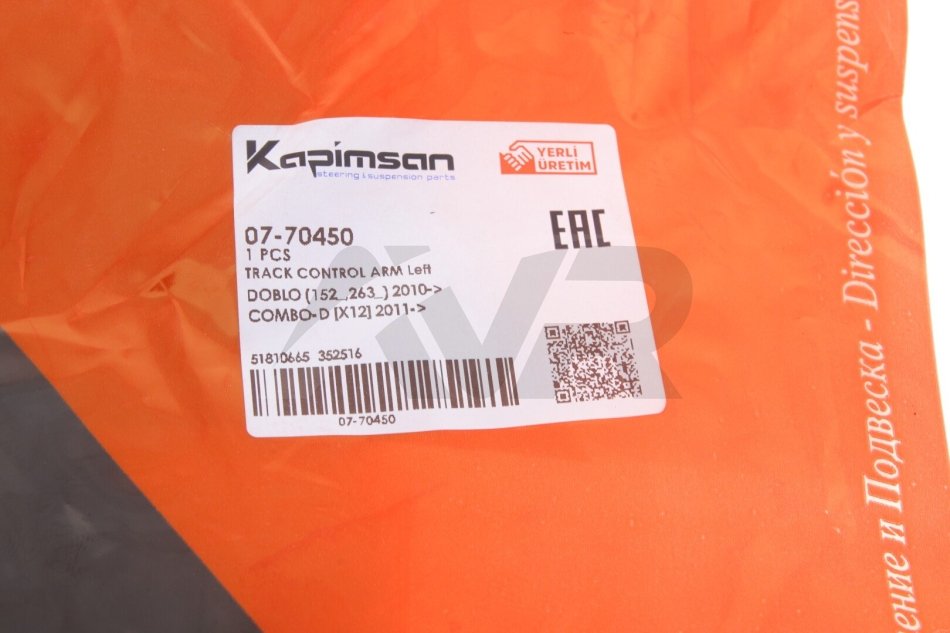 Kapimsan
steering & suspension parts
YERLİ
ÜRETİM
07-70450
1 PCS
TRACK CONTROL ARM Left
DOBLO (152_,263_) 2010->
COMBO-D [X12] 2011->
EAC
51810665 352516
07-70450
AVR
ение и Подвеска - Dirección y suspens